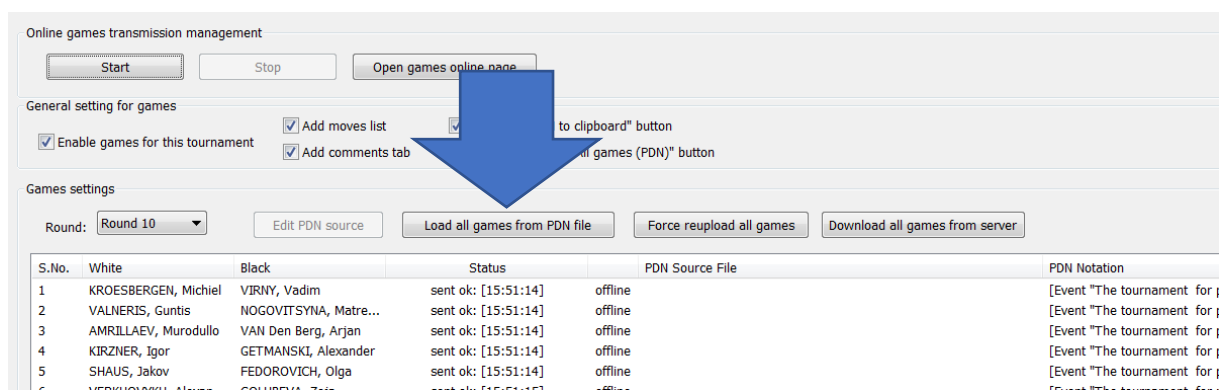 Online games transmission management
Start Stop Open games online page
General setting for games
Enable games for this tournament
Add moves list to clipboard" button
Add comments tab games (PDN)" button
Games settings
Round: Round 10 Edit PDN source Load all games from PDN file Force reupload all games Download all games from server
S.No. White Black Status PDN Source File PDN Notation
1 KROESBERGEN, Michiel VIRNY, Vadim sent ok: [15:51:14] offline [Event "The tournament for
2 VALNERIS, Guntis NOGOVITSYNA, Matre... sent ok: [15:51:14] offline [Event "The tournament for
3 AMRILLAEV, Murodullo VAN Den Berg, Arjan sent ok: [15:51:14] offline [Event "The tournament for
4 KIRZNER, Igor GETMANSKI, Alexander sent ok: [15:51:14] offline [Event "The tournament for
5 SHAUS, Jakov FEDOROVICH, Olga sent ok: [15:51:14] offline [Event "The tournament for